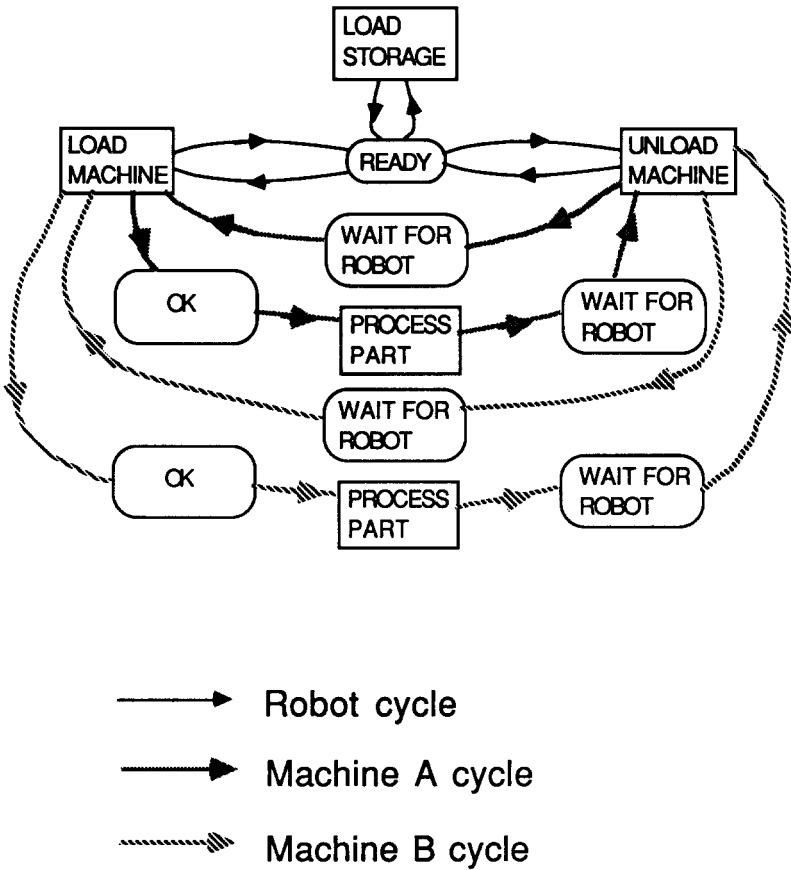 LOAD
STORAGE
LOAD
MACHINE
READY
UNLOAD
MACHINE
WAIT FOR
ROBOT
OK
PROCESS
PART
WAIT FOR
ROBOT
WAIT FOR
ROBOT
OK
PROCESS
PART
WAIT FOR
ROBOT
Robot cycle
Machine A cycle
Machine B cycle